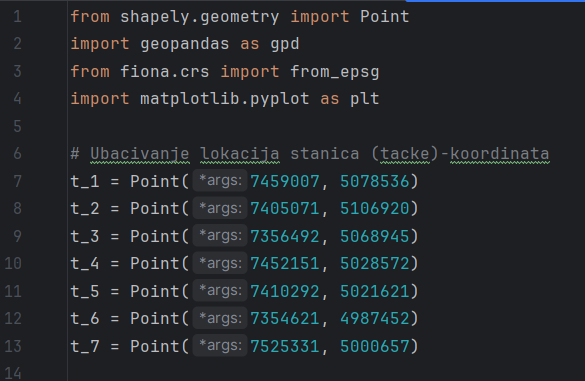 1 from shapely.geometry import Point
2 import geopandas as gpd
3 from fiona.crs import from_epsg
4 import matplotlib.pyplot as plt
5
6 # Ubacivanje lokacija stanica (tacke)-koordinata
7 t_1 = Point( *args: 7459007, 5078536)
8 t_2 = Point( *args: 7405071, 5106920)
9 t_3 = Point( *args: 7356492, 5068945)
10 t_4 = Point( *args: 7452151, 5028572)
11 t_5 = Point( *args: 7410292, 5021621)
12 t_6 = Point( *args: 7354621, 4987452)
13 t_7 = Point( *args: 7525331, 5000657)
14